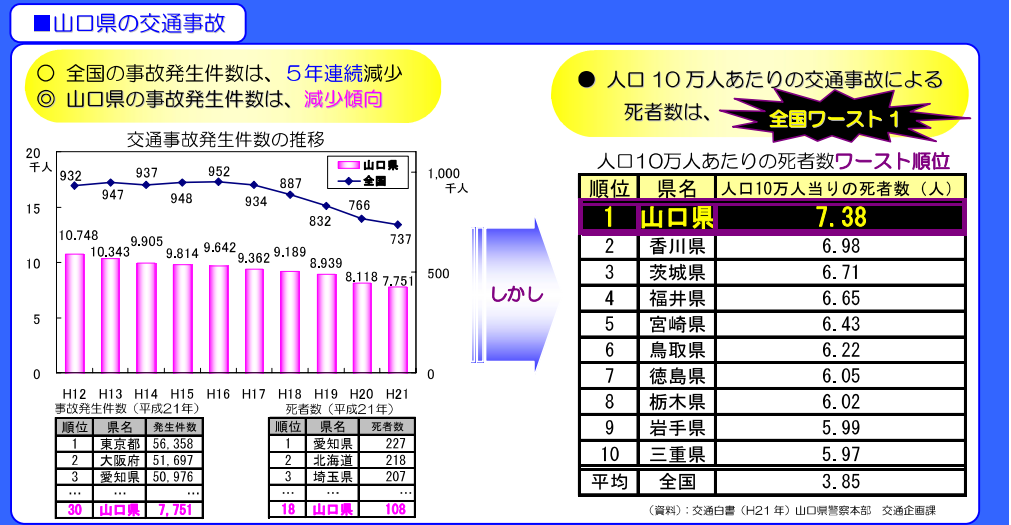 ■山口県の交通事故
○ 全国の事故発生件数は、５年連続減少
◎ 山口県の事故発生件数は、減少傾向
交通事故発生件数の推移
20
千人
15
10
5
0
1,000
千人
500
0
山口県
全国
932
947
937
948
952
934
887
832
766
737
10.748
10,343
9.905
9.814
9.642
9.362
9.189
8.939
8,118
7,751
H12 H13 H14 H15 H16 H17 H18 H19 H20 H21
事故発生件数（平成21年）
順位 県名 発生件数
1 東京都 56,358
2 大阪府 51,697
3 愛知県 50,976
… … …
30 山口県 7,751
死者数（平成21年）
順位 県名 死者数
1 愛知県 227
2 北海道 218
3 埼玉県 207
… … …
18 山口県 108
しかし
● 人口 10 万人あたりの交通事故による
死者数は、
全国ワースト１
人口10万人あたりの死者数ワースト順位
順位 県名 人口10万人当りの死者数（人）
1 山口県 7.38
2 香川県 6.98
3 茨城県 6.71
4 福井県 6.65
5 宮崎県 6.43
6 鳥取県 6.22
7 徳島県 6.05
8 栃木県 6.02
9 岩手県 5.99
10 三重県 5.97
平均 全国 3.85
（資料）：交通白書（H21 年）山口県警察本部　交通企画課